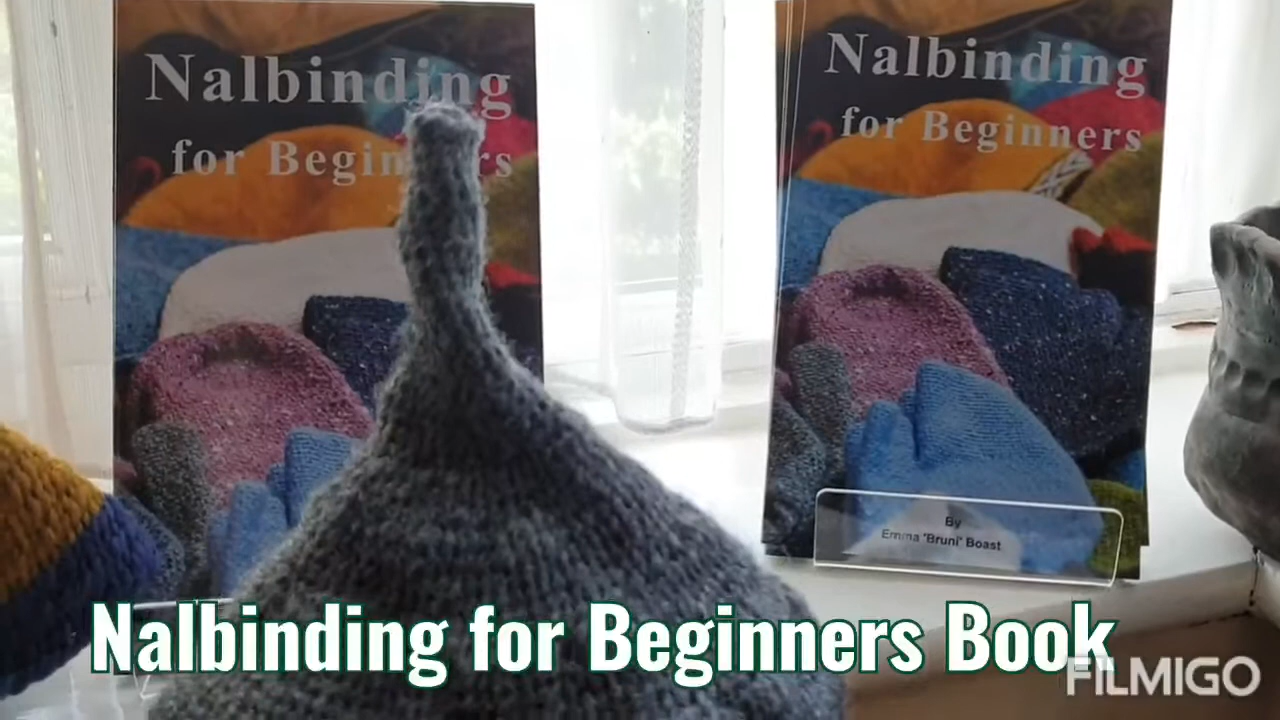 Nalbinding
for Begin rs
Nalbinding
for Beginners
By
Emma 'Bruni' Boast
Nalbinding for Beginners Book
FILMIGO